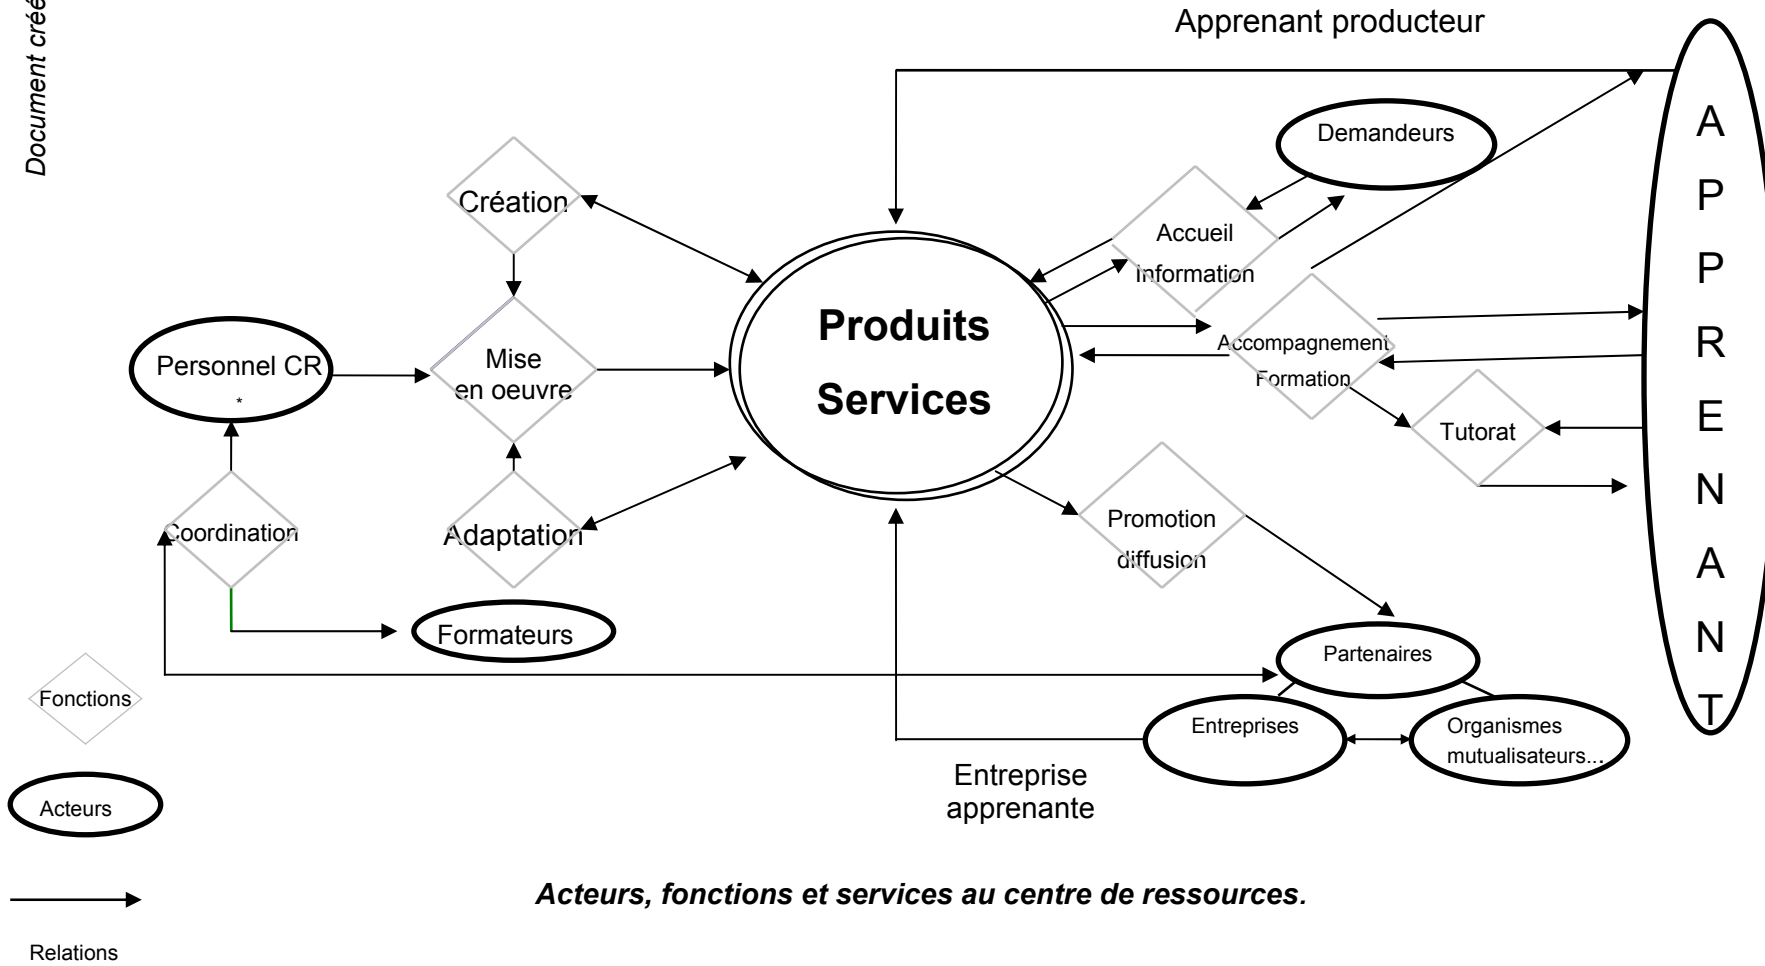 Document créé
Apprenant producteur
Demandeurs
Création
Accueil
information
Produits
Services
Personnel CR
*
Mise
en oeuvre
Accompagnement
Formation
Tutorat
Coordination
Adaptation
Promotion
diffusion
Formateurs
Partenaires
Entreprises
Organismes
mutualisateurs...
Entreprise
apprenante
A
P
P
R
E
N
A
N
T
Fonctions
Acteurs
Relations
Acteurs, fonctions et services au centre de ressources.